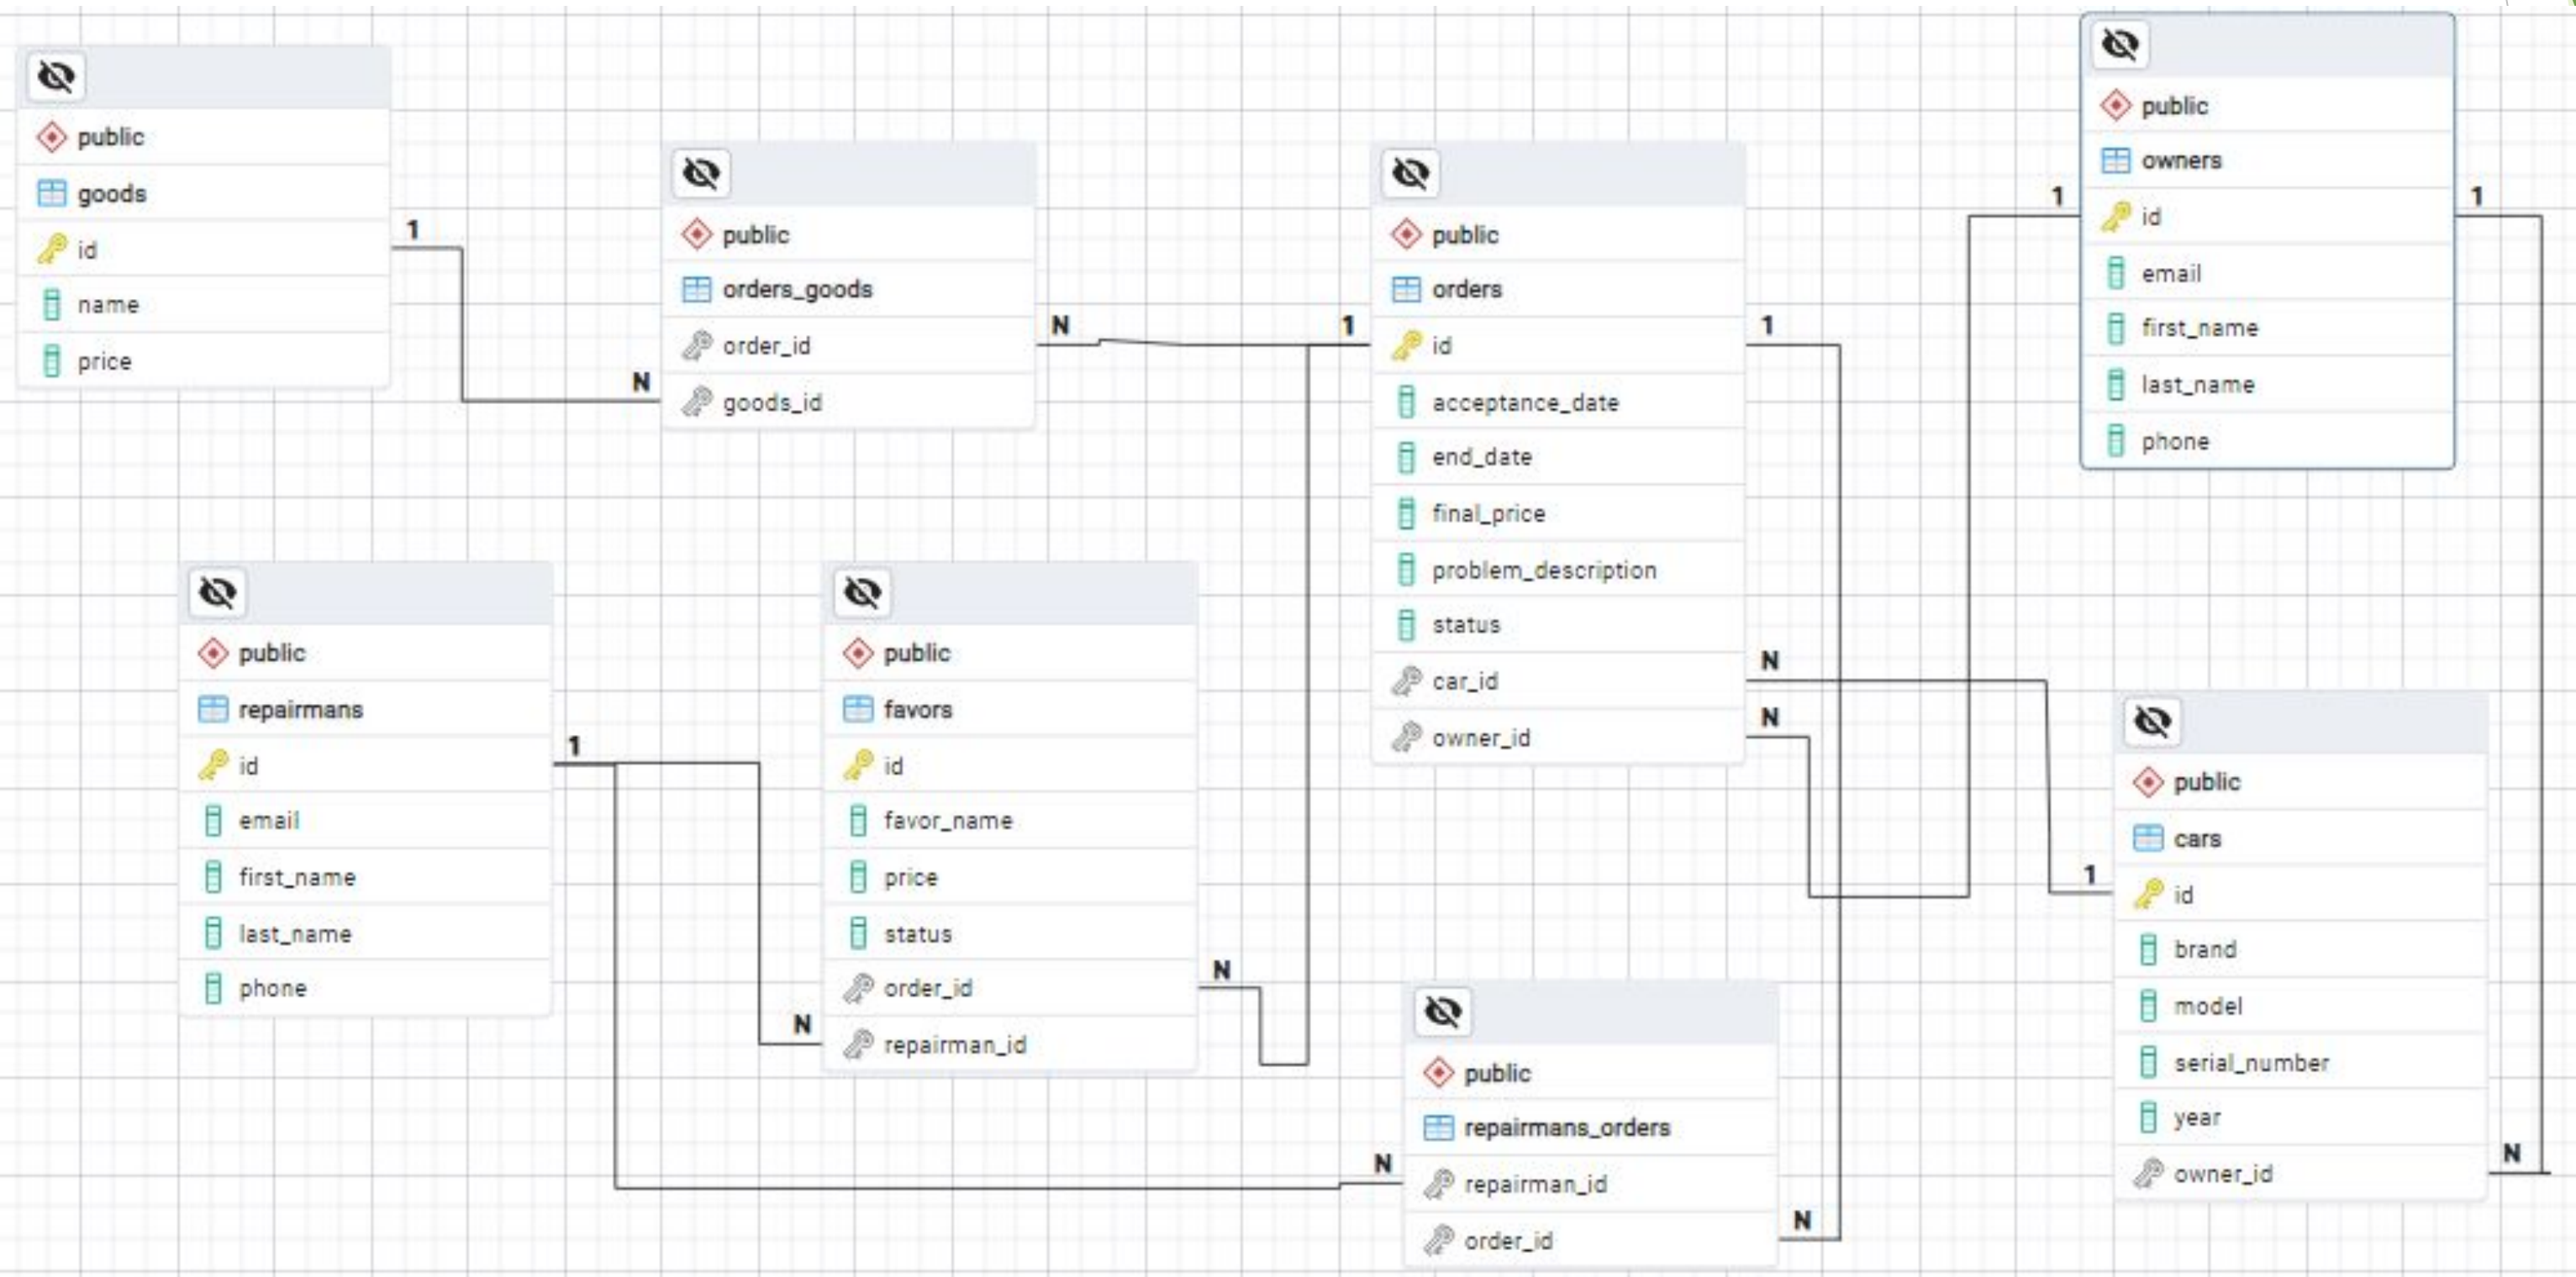 public
goods
id
name
price
1
N
public
orders_goods
order_id
goods_id
N
1
public
orders
id
acceptance_date
end_date
final_price
problem_description
status
car_id
owner_id
1
N
N
1
public
owners
id
email
first_name
last_name
phone
1
public
repairmans
id
email
first_name
last_name
phone
1
N
public
favors
id
favor_name
price
status
order_id
repairman_id
N
N
public
repairmans_orders
repairman_id
order_id
N
1
public
cars
id
brand
model
serial_number
year
owner_id
N